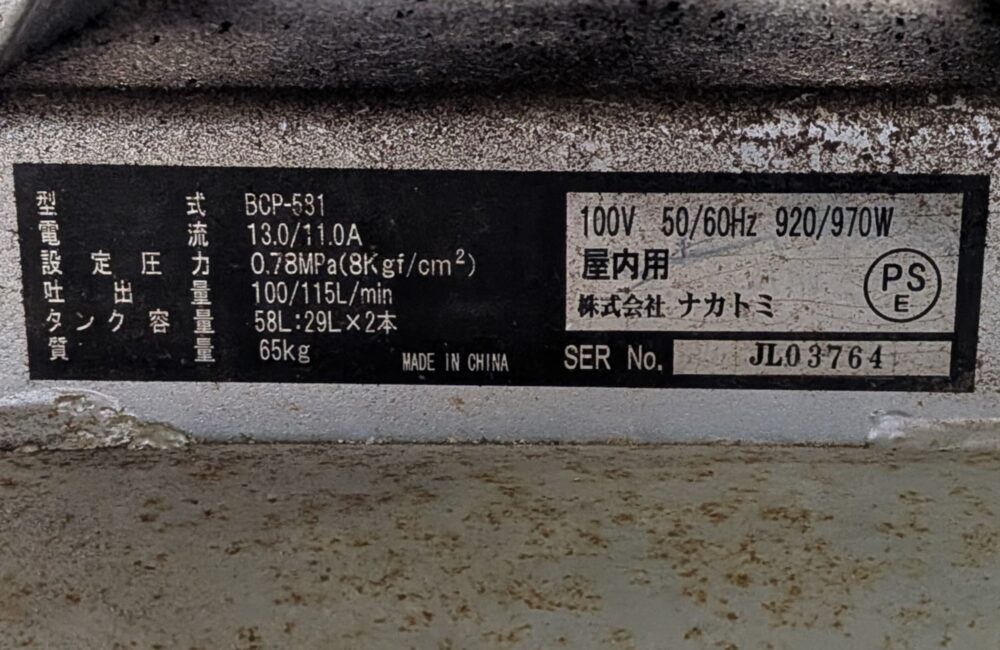 型式 BCP-581
電流 13.0/11.0A
設定圧力 0.78MPa(8Kgf/cm²)
吐出量 100/115L/min
タンク容量 58L:29L×2本
質量 65kg
MADE IN CHINA
100V 50/60Hz 920/970W
屋内用
株式会社 ナカトミ
PS
E
SER No. JL03764